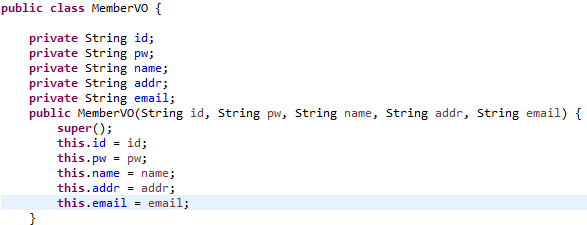 public class MemberVO {
private String id;
private String pw;
private String name;
private String addr;
private String email;
public MemberVO(String id, String pw, String name, String addr, String email) {
super();
this.id = id;
this.pw = pw;
this.name = name;
this.addr = addr;
this.email = email;
}